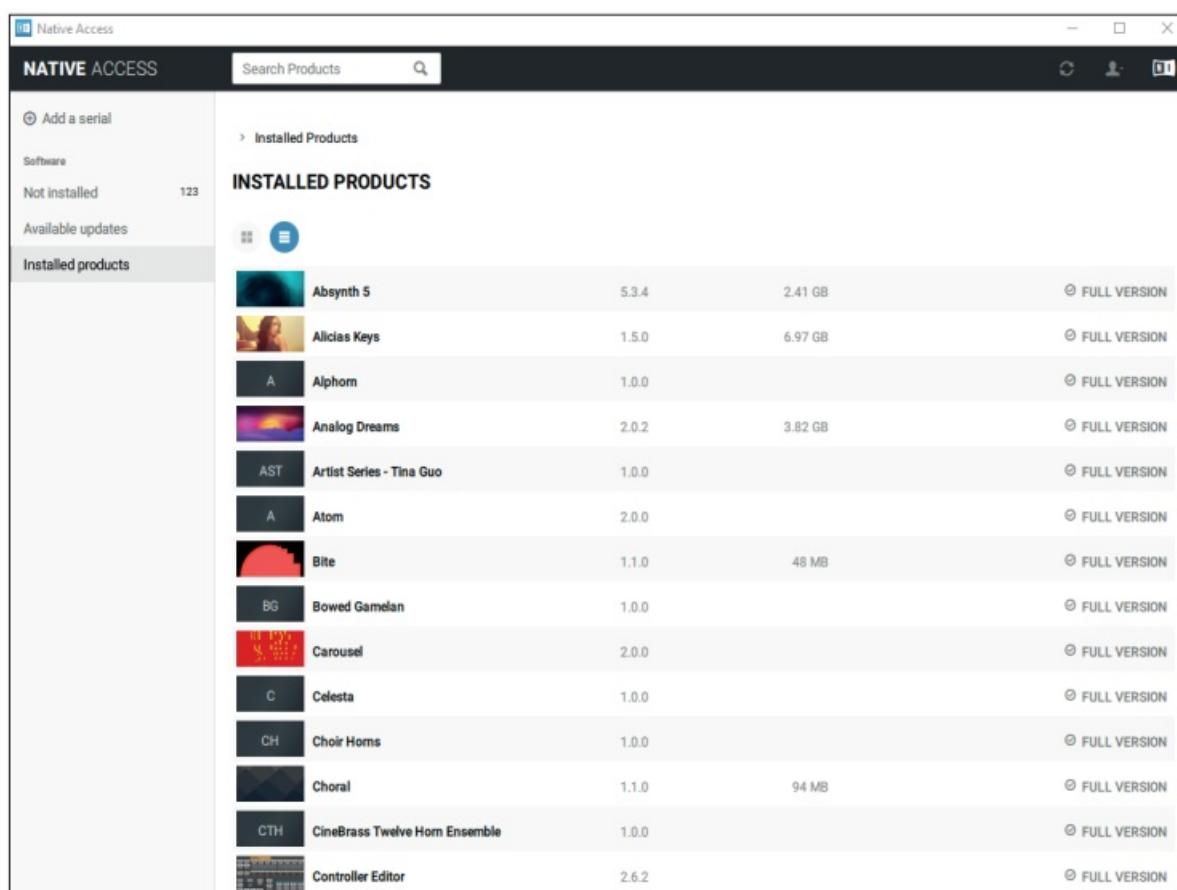 Native Access
NATIVE ACCESS
Search Products
Add a serial
Software
Not installed 123
Available updates
Installed products
> Installed Products
INSTALLED PRODUCTS
Absynth 5 5.3.4 2.41 GB FULL VERSION
Alicias Keys 1.5.0 6.97 GB FULL VERSION
A Alphorn 1.0.0 FULL VERSION
Analog Dreams 2.0.2 3.82 GB FULL VERSION
AST Artist Series - Tina Guo 1.0.0 FULL VERSION
A Atom 2.0.0 FULL VERSION
Bite 1.1.0 48 MB FULL VERSION
BG Bowed Gamelan 1.0.0 FULL VERSION
Carousel 2.0.0 FULL VERSION
C Celesta 1.0.0 FULL VERSION
CH Choir Horns 1.0.0 FULL VERSION
Choral 1.1.0 94 MB FULL VERSION
CTH CineBrass Twelve Horn Ensemble 1.0.0 FULL VERSION
Controller Editor 2.6.2 FULL VERSION